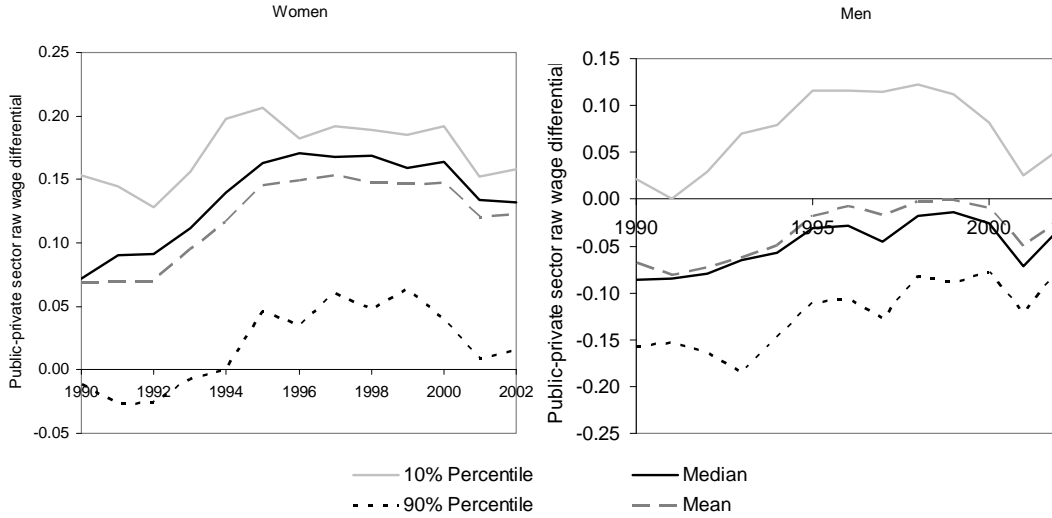 Women
Public-private sector raw wage differential
0.25
0.20
0.15
0.10
0.05
0.00
-0.05
1990 1992 1994 1996 1998 2000 2002
Men
Public-private sector raw wage differential
0.15
0.10
0.05
0.00
-0.05
-0.10
-0.15
-0.20
-0.25
1990 1995 2000
10% Percentile Median
90% Percentile Mean